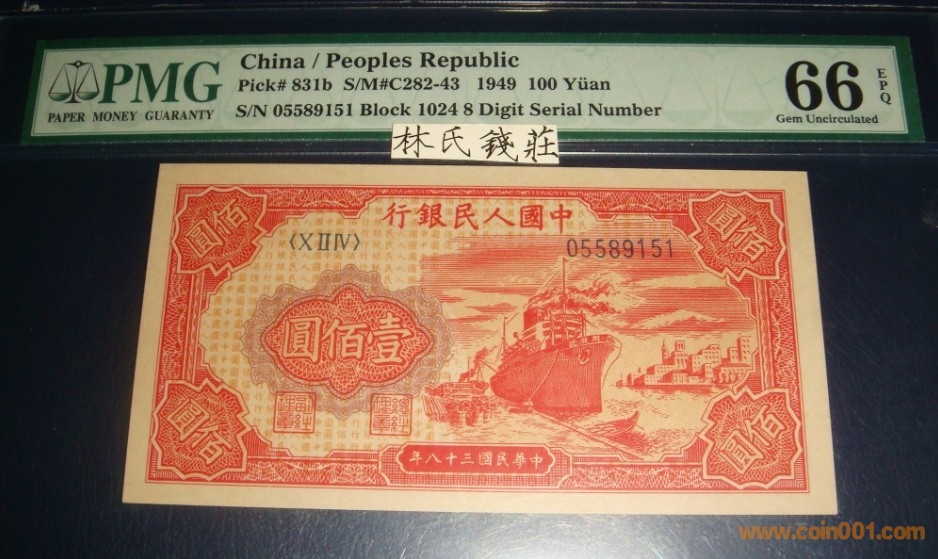 PMG
PAPER MONEY GUARANTY
China / Peoples Republic
Pick# 831b S/M#C282-43 1949 100 Yüan
S/N 05589151 Block 1024 8 Digit Serial Number
66 EPQ
Gem Uncirculated
林氏錢莊
行銀民人國中
〈XⅡⅣ〉
05589151
圓佰
佰圓
圓佰壹
圓佰
佰圓
年八十三國民華中
www.coin001.com